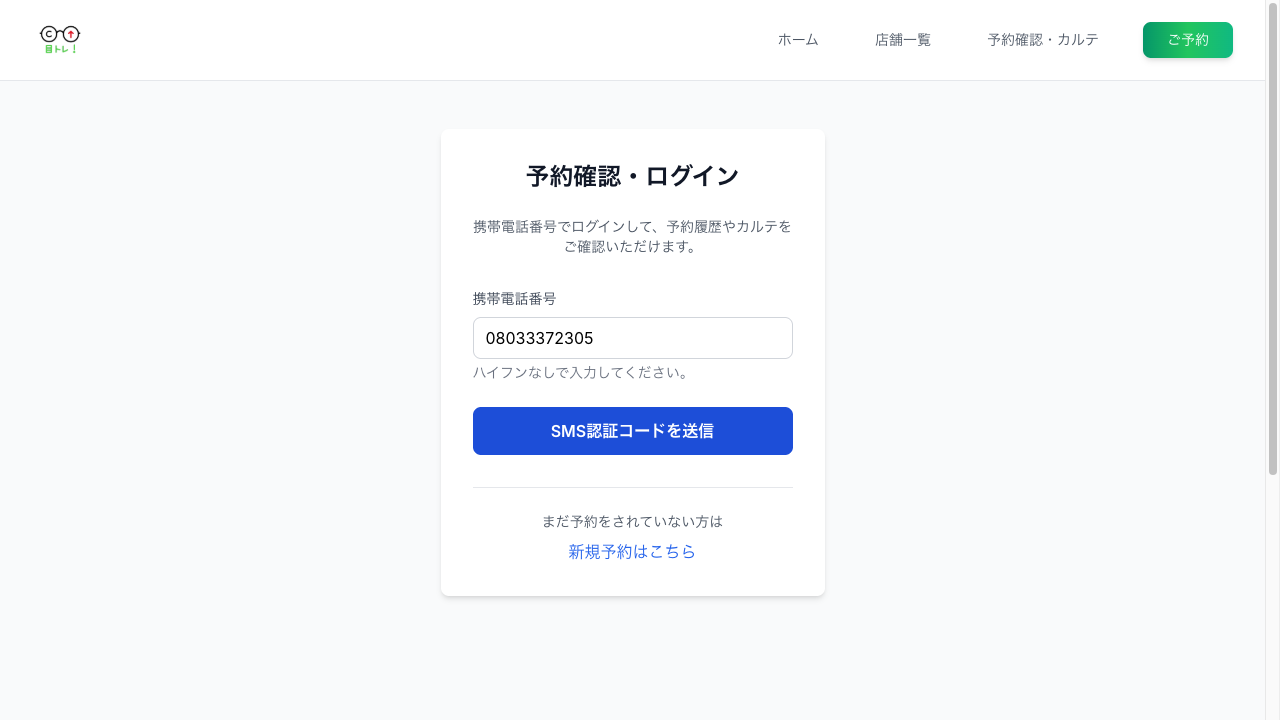 目トレ!
ホーム
店舗一覧
予約確認・カルテ
ご予約
予約確認・ログイン
携帯電話番号でログインして、予約履歴やカルテを
ご確認いただけます。
携帯電話番号
08033372305
ハイフンなしで入力してください。
SMS認証コードを送信
まだ予約をされていない方は
新規予約はこちら